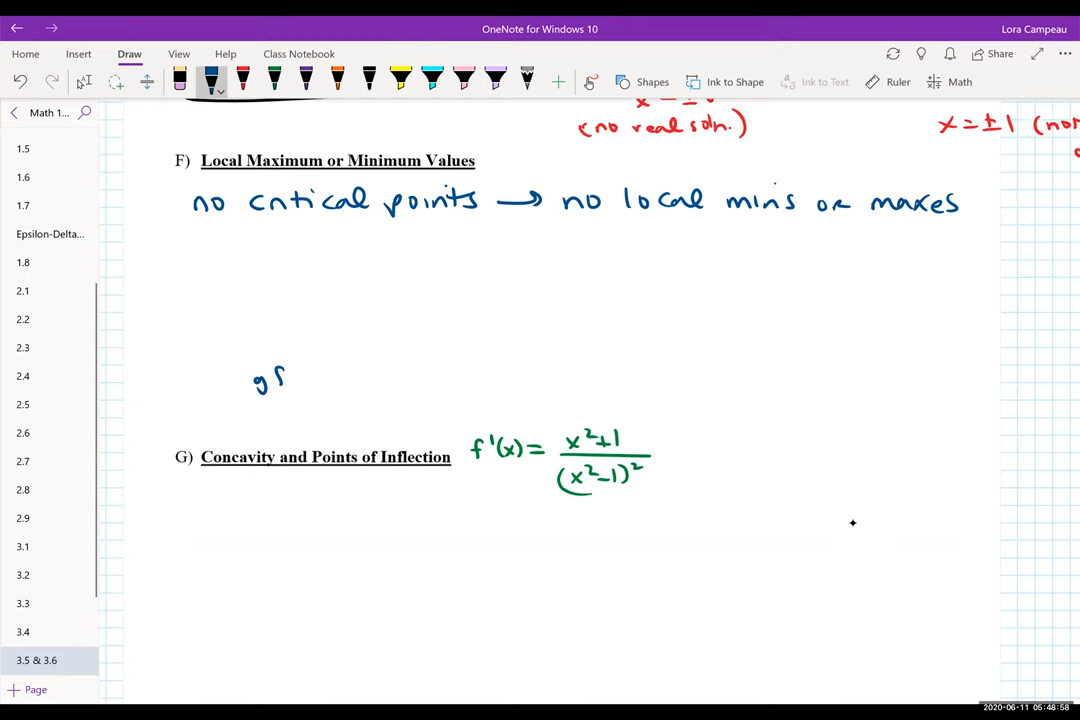 OneNote for Windows 10
Lora Campeau
Home Insert Draw View Help Class Notebook
Share
Shapes Ink to Shape Ink to Text Ruler Math
Math 1...
1.5
1.6
1.7
Epsilon-Delta...
1.8
2.1
2.2
2.3
2.4
2.5
2.6
2.7
2.8
2.9
3.1
3.2
3.3
3.4
3.5 & 3.6
Page
(no real soln.)
x = ±1 (
F) Local Maximum or Minimum Values
no critical points → no local mins or maxes
G) Concavity and Points of Inflection f'(x) = x²+1
(x²-1)²
2020-06-11 05:48:58